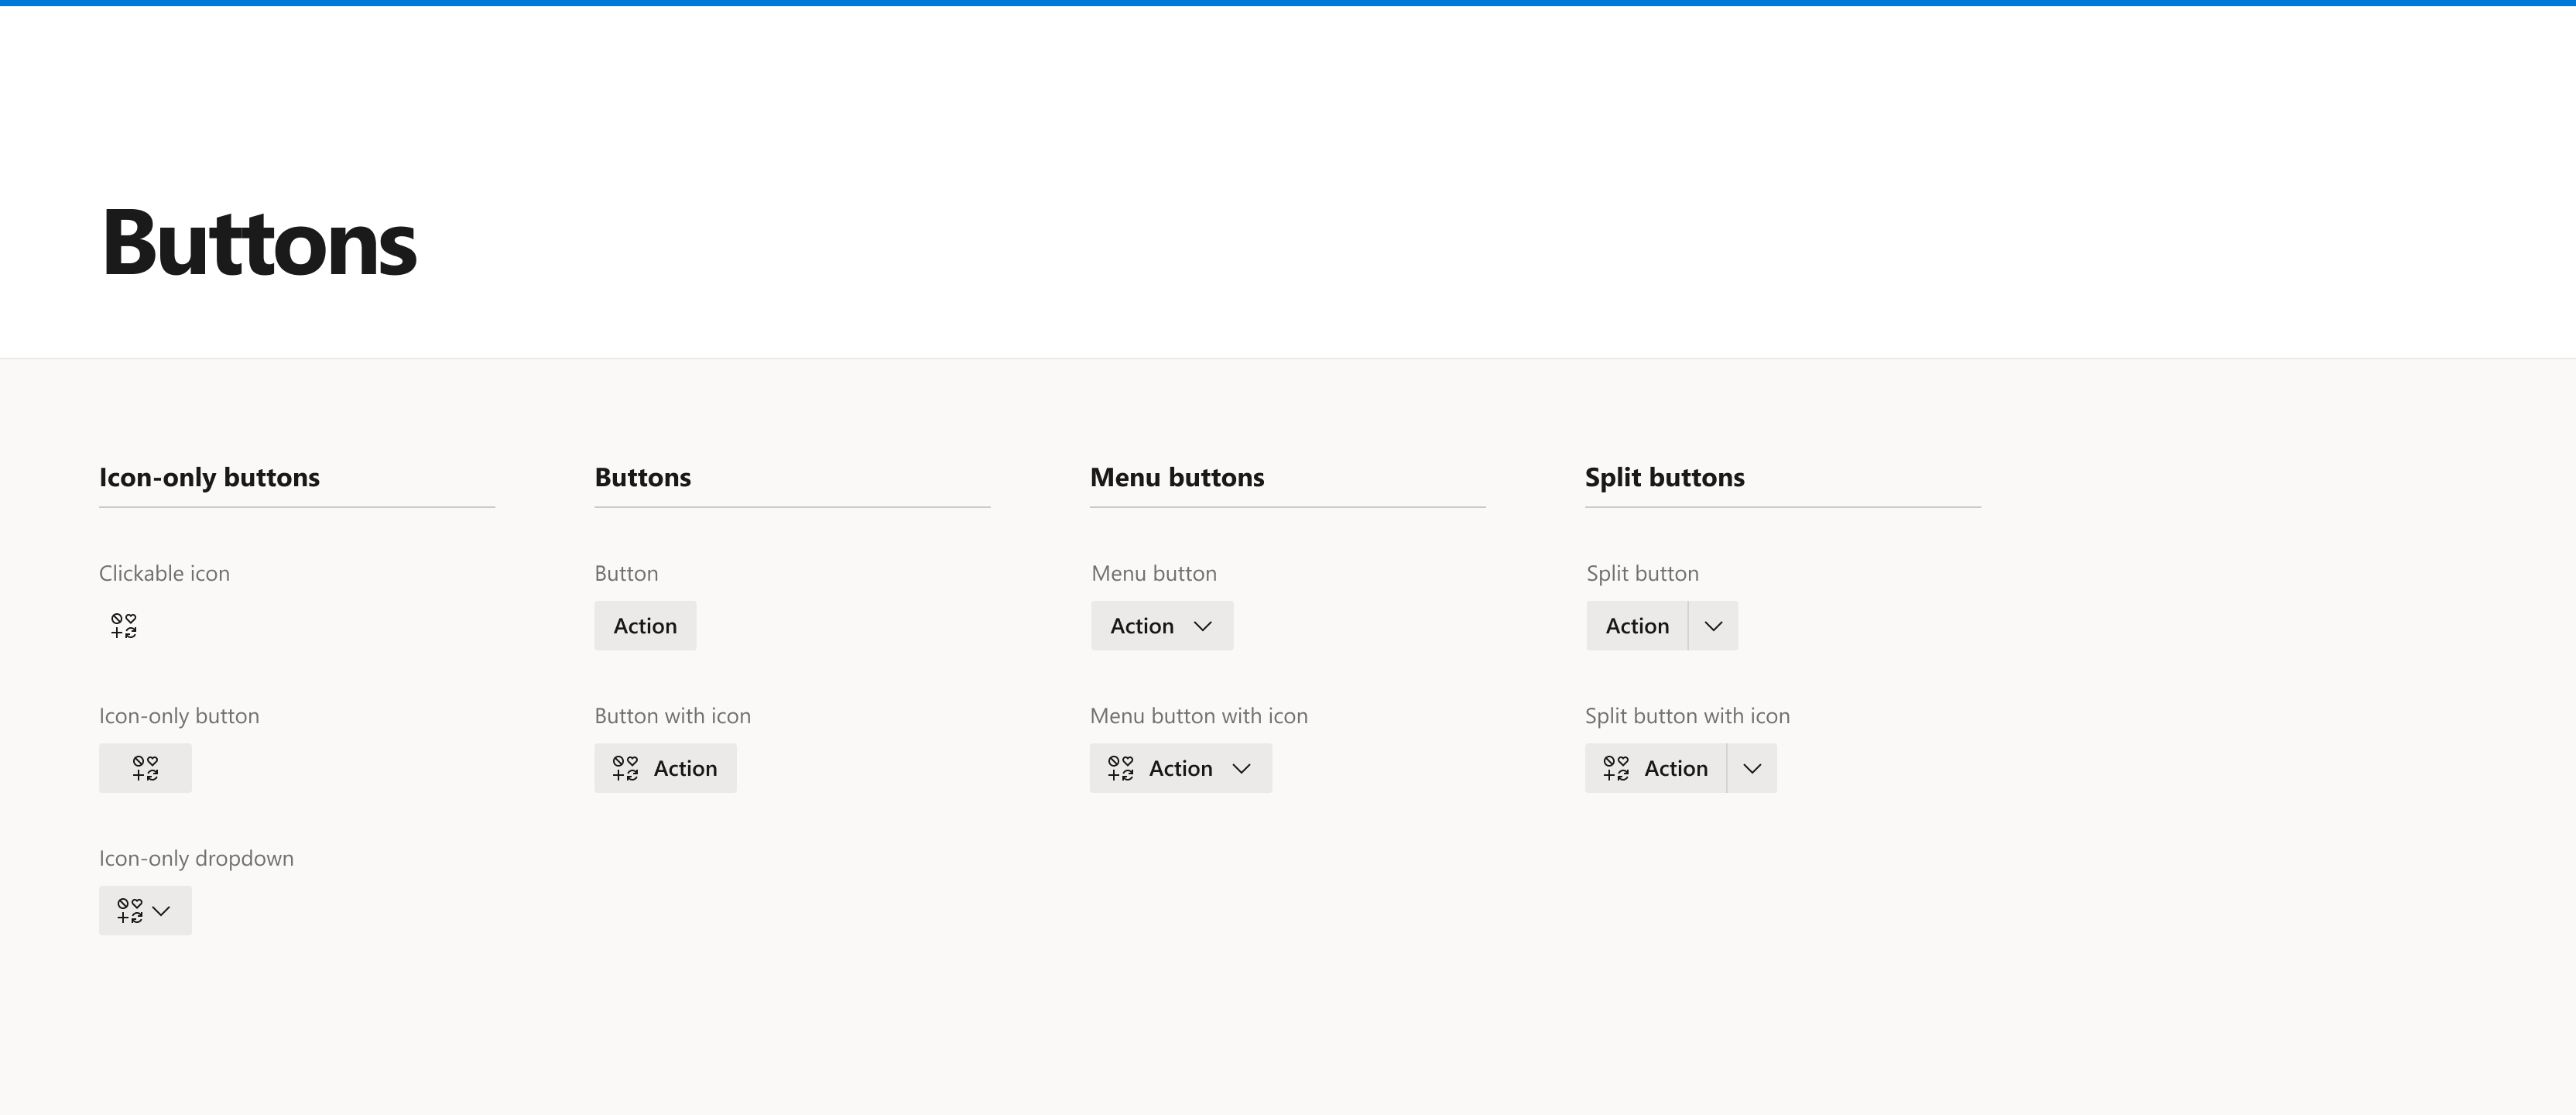 Buttons
Icon-only buttons
Clickable icon
Icon-only button
Icon-only dropdown
Buttons
Button
Action
Button with icon
Action
Menu buttons
Menu button
Action
Menu button with icon
Action
Split buttons
Split button
Action
Split button with icon
Action